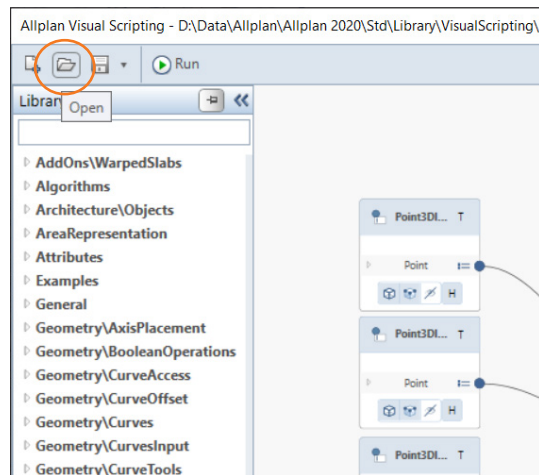 Allplan Visual Scripting - D:\Data\Allplan\Allplan 2020\Std\Library\VisualScripting\
Run
Library
Open
AddOns\WarpedSlabs
Algorithms
Architecture\Objects
AreaRepresentation
Attributes
Examples
General
Geometry\AxisPlacement
Geometry\BooleanOperations
Geometry\CurveAccess
Geometry\CurveOffset
Geometry\Curves
Geometry\CurvesInput
Geometry\CurveTools
Point3DI... T
Point
H
Point3DI... T
Point
H
Point3DI... T